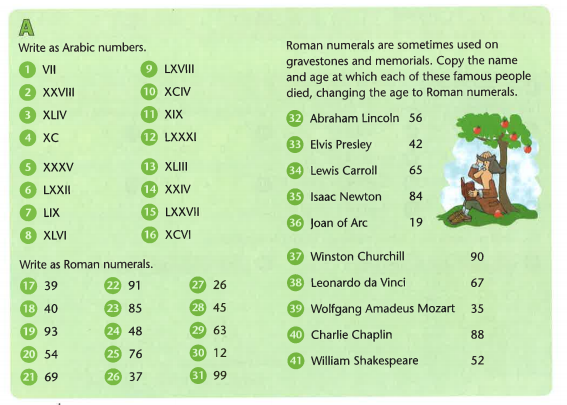 A
Write as Arabic numbers.
1 VII
2 XXVIII
3 XLIV
4 XC
5 XXXV
6 LXXII
7 LIX
8 XLVI
9 LXVIII
10 XCIV
11 XIX
12 LXXXI
13 XLIII
14 XXIV
15 LXXVII
16 XCVI
Write as Roman numerals.
17 39
18 40
19 93
20 54
21 69
22 91
23 85
24 48
25 76
26 37
27 26
28 45
29 63
30 12
31 99
Roman numerals are sometimes used on
gravestones and memorials. Copy the name
and age at which each of these famous people
died, changing the age to Roman numerals.
32 Abraham Lincoln 56
33 Elvis Presley 42
34 Lewis Carroll 65
35 Isaac Newton 84
36 Joan of Arc 19
37 Winston Churchill 90
38 Leonardo da Vinci 67
39 Wolfgang Amadeus Mozart 35
40 Charlie Chaplin 88
41 William Shakespeare 52